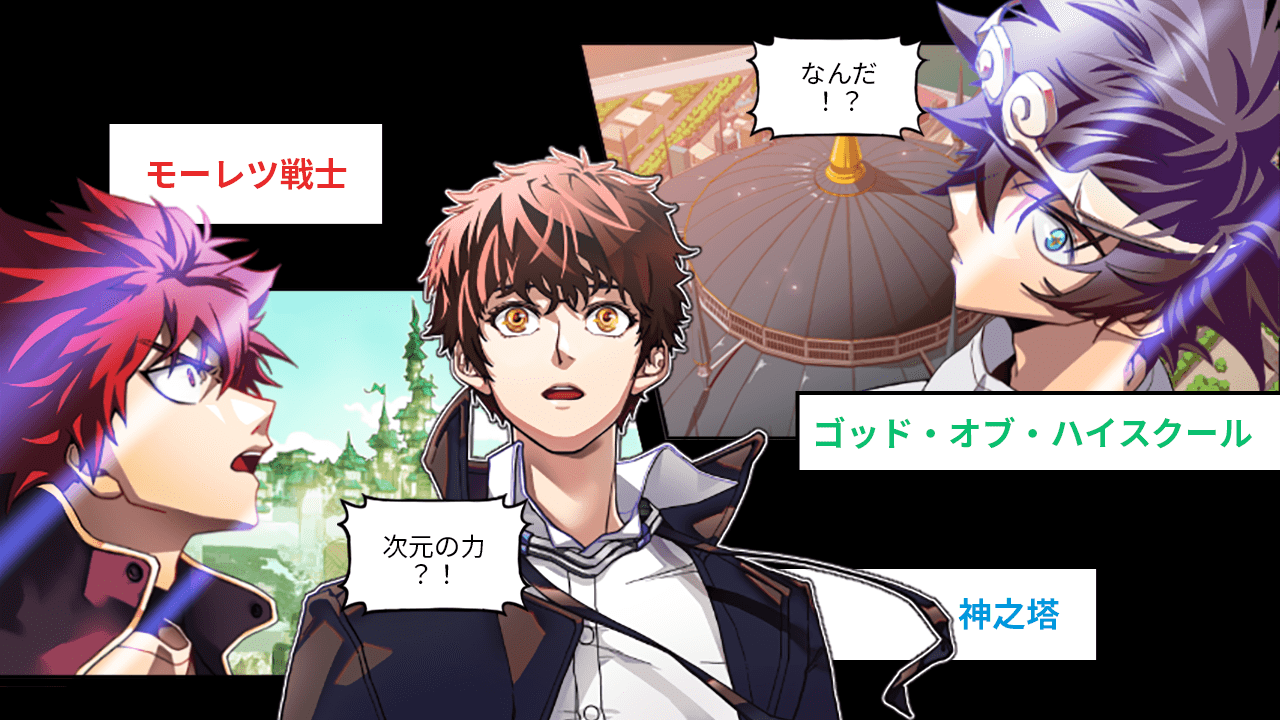 なんだ
！？
モーレツ戦士
ゴッド・オブ・ハイスクール
次元の力
？！
神之塔